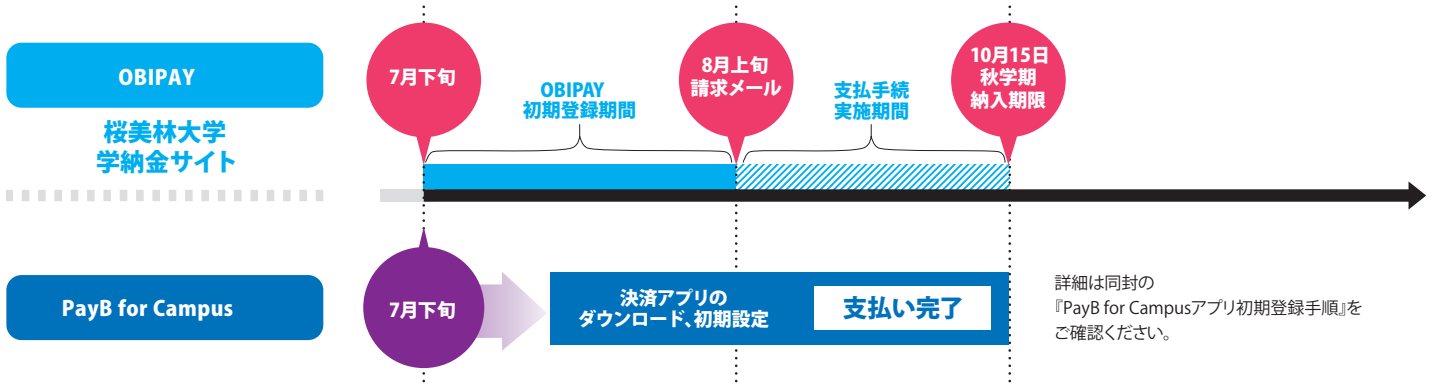 OBIPAY
桜美林大学
学納金サイト
7月下旬
OBIPAY
初期登録期間
8月上旬
請求メール
支払手続
実施期間
10月15日
秋学期
納入期限
PayB for Campus
7月下旬
決済アプリの
ダウンロード、初期設定
支払い完了
詳細は同封の
『PayB for Campusアプリ初期登録手順』を
ご確認ください。